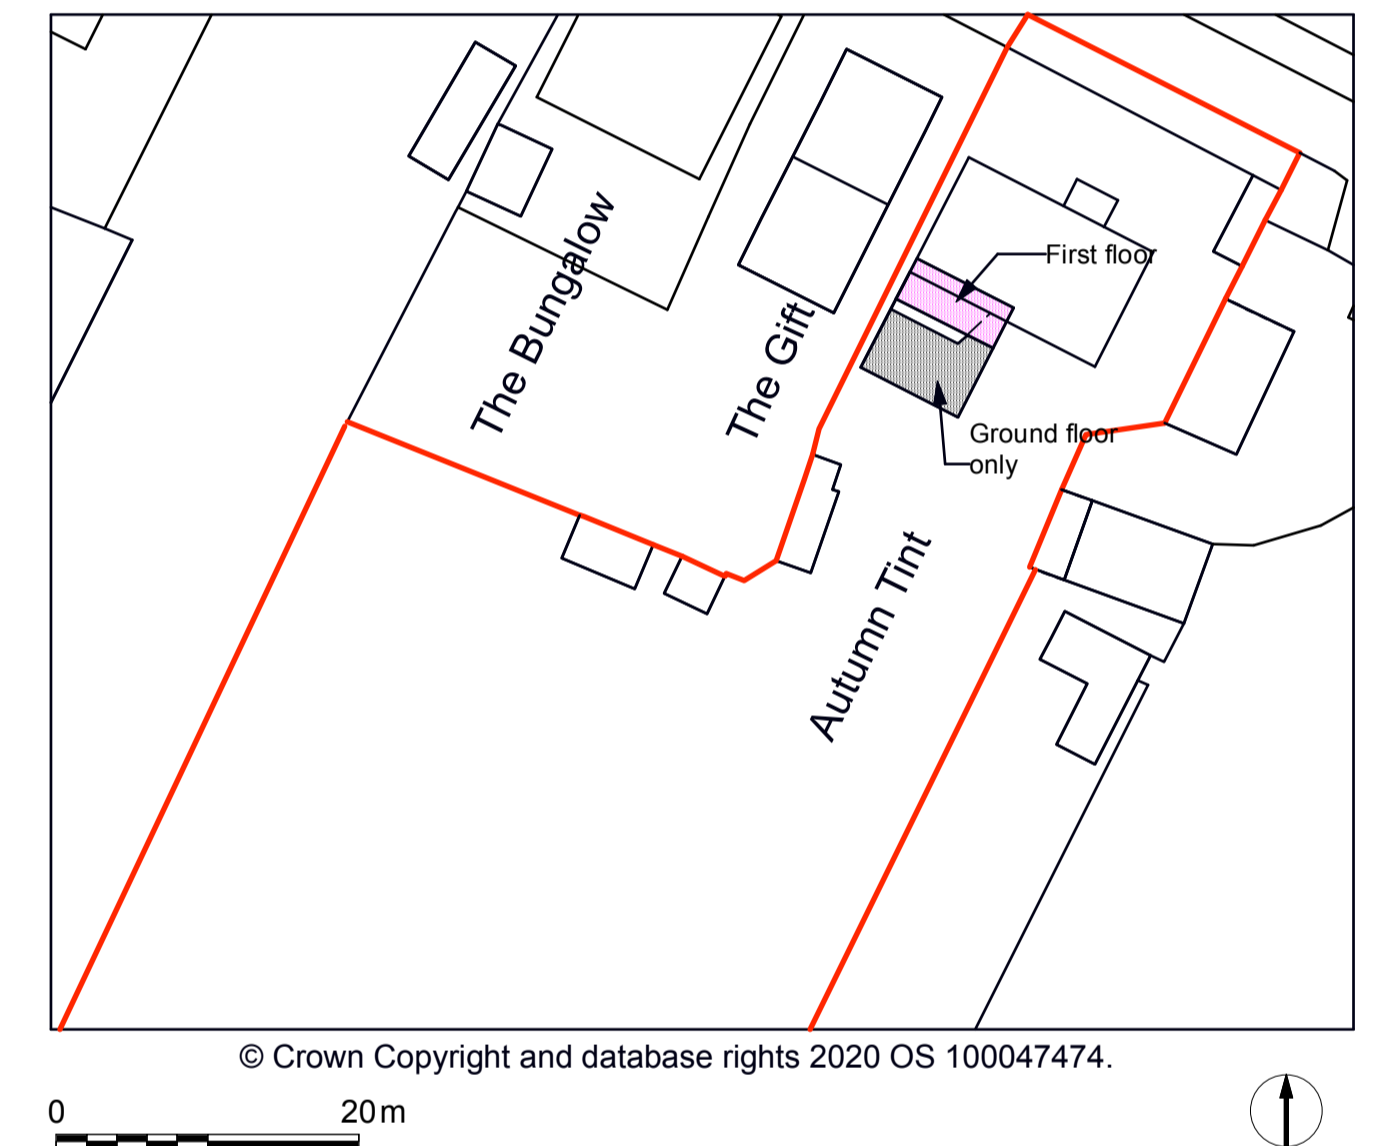 The Bungalow
The Gift
First floor
Ground floor
only
Autumn Tint
© Crown Copyright and database rights 2020 OS 100047474.
0 20m